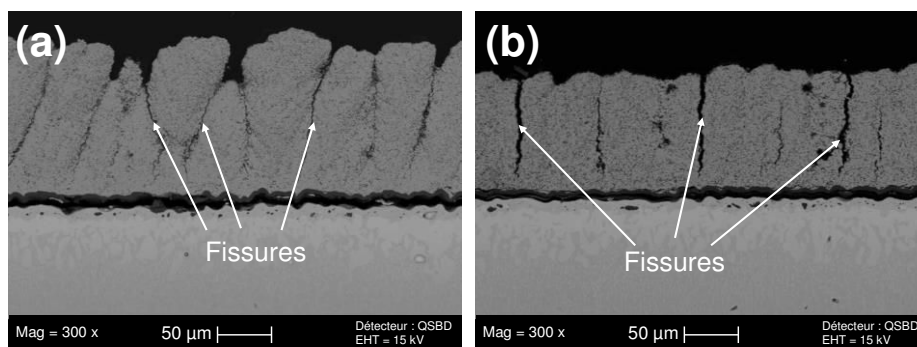 (a)
Fissures
Mag = 300 x
50 µm
Détecteur : QSBD
EHT = 15 kV
(b)
Fissures
Mag = 300 x
50 µm
Détecteur : QSBD
EHT = 15 kV